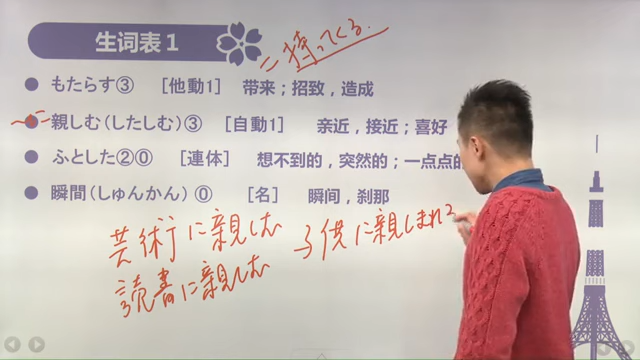 生词表1
＝持ってくる.
● もたらす③ [他動1] 带来；招致，造成
～に
● 親しむ(したしむ)③ [自動1] 亲近，接近；喜好
● ふとした②⓪ [連体] 想不到的，突然的；一点点的
● 瞬間(しゅんかん)⓪ [名] 瞬间，刹那
芸術に親しむ
子供に親しまれ
読書に親しむ